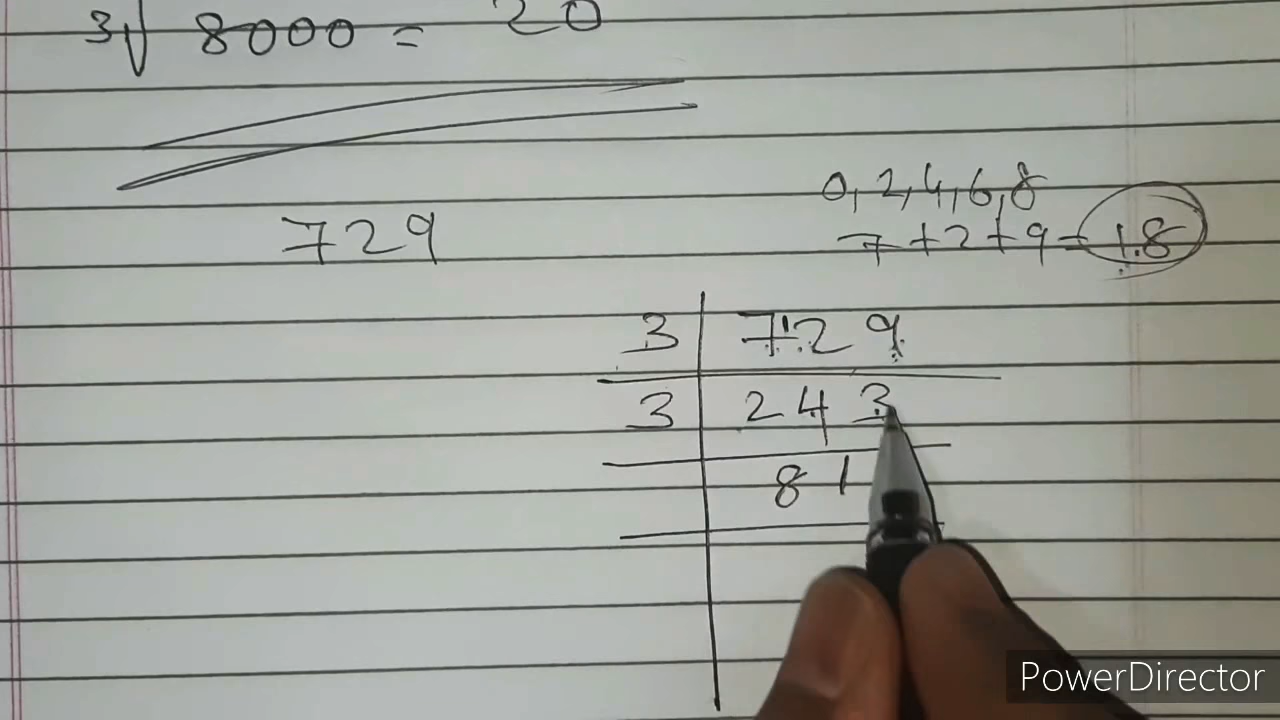 3√8000 = 20
0, 2, 4, 6, 8
729
7+2+9=18
3 729
3 243
81
PowerDirector